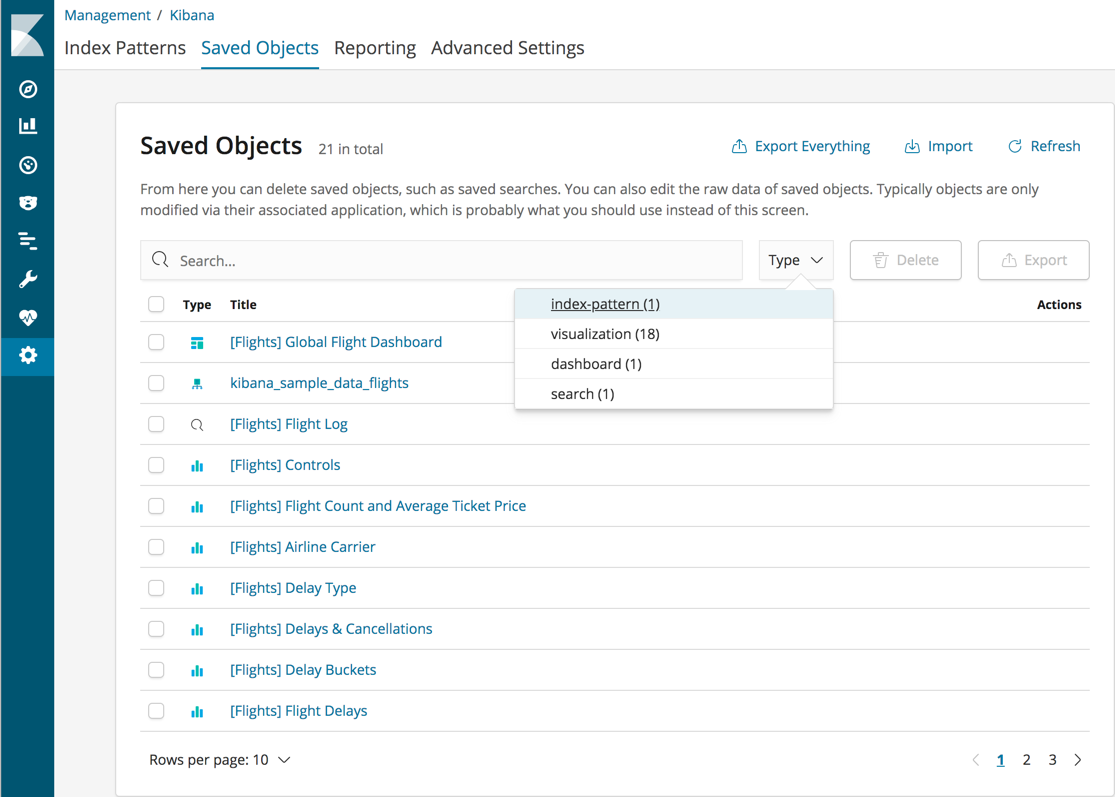 Management / Kibana
Index Patterns Saved Objects Reporting Advanced Settings
Saved Objects 21 in total Export Everything Import Refresh
From here you can delete saved objects, such as saved searches. You can also edit the raw data of saved objects. Typically objects are only
modified via their associated application, which is probably what you should use instead of this screen.
Search... Type Delete Export
Type Title Actions
index-pattern (1)
visualization (18)
dashboard (1)
search (1)
[Flights] Global Flight Dashboard
kibana_sample_data_flights
[Flights] Flight Log
[Flights] Controls
[Flights] Flight Count and Average Ticket Price
[Flights] Airline Carrier
[Flights] Delay Type
[Flights] Delays & Cancellations
[Flights] Delay Buckets
[Flights] Flight Delays
Rows per page: 10 1 2 3